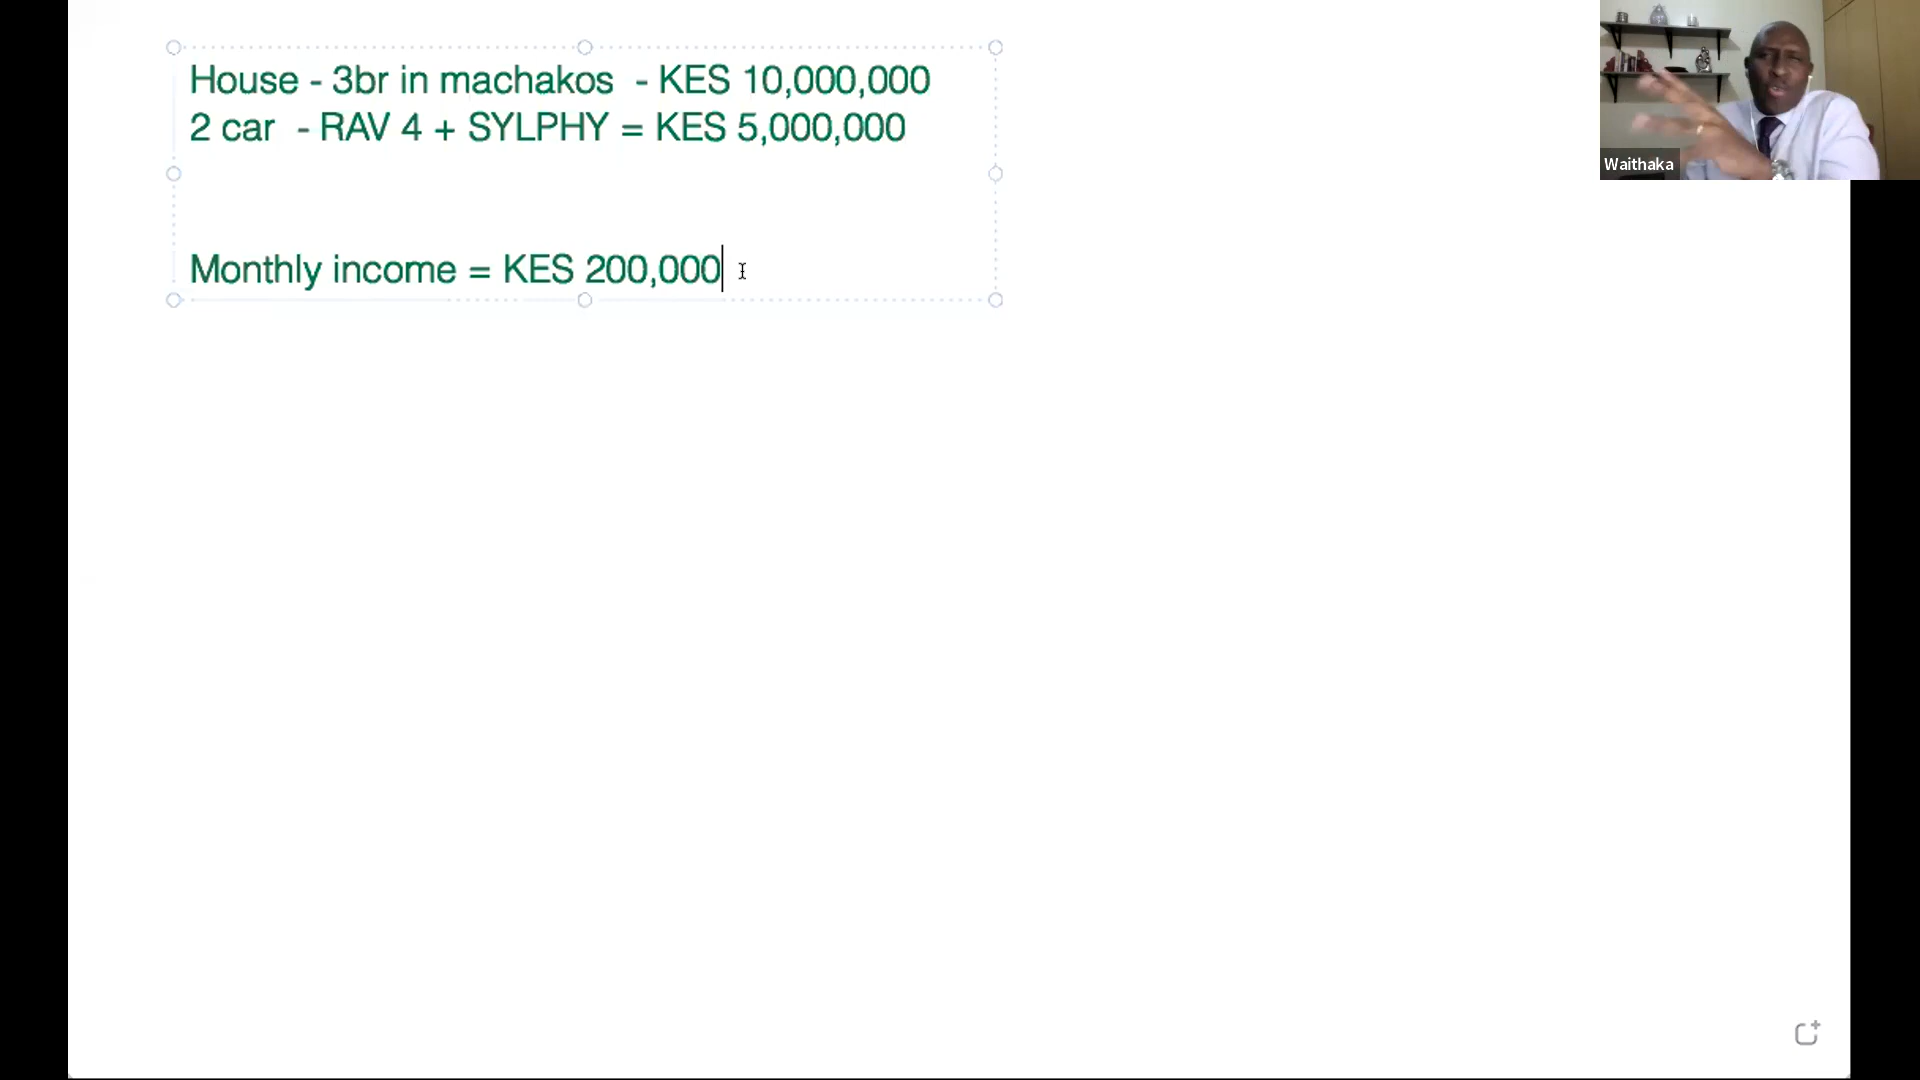 House - 3br in machakos - KES 10,000,000
2 car - RAV 4 + SYLPHY = KES 5,000,000
Monthly income = KES 200,000
Waithaka